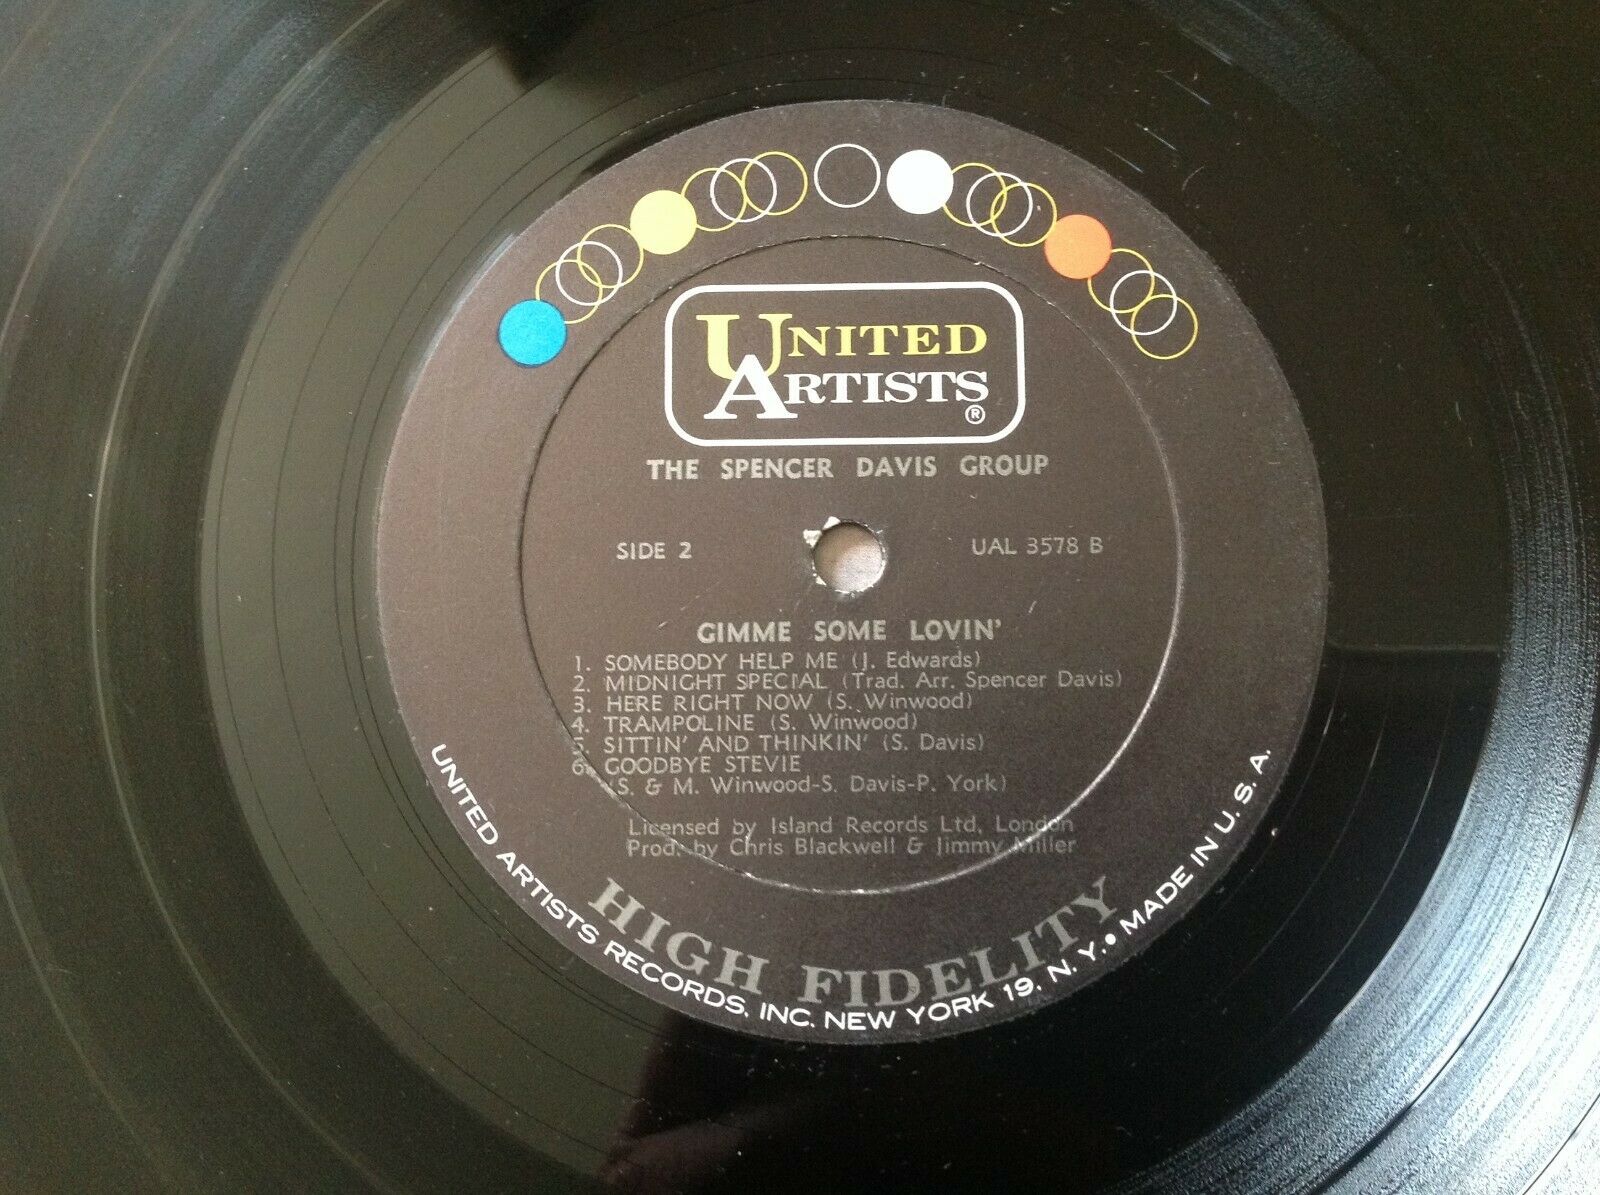 UNITED
ARTISTS®
THE SPENCER DAVIS GROUP
SIDE 2
UAL 3578 B
GIMME SOME LOVIN'
1. SOMEBODY HELP ME (J. Edwards)
2. MIDNIGHT SPECIAL (Trad. Arr. Spencer Davis)
3. HERE RIGHT NOW (S. Winwood)
4. TRAMPOLINE (S. Winwood)
5. SITTIN' AND THINKIN' (S. Davis)
6. GOODBYE STEVIE
(S. & M. Winwood-S. Davis-P. York)
Licensed by Island Records Ltd, London
Prod. by Chris Blackwell & Jimmy Miller
HIGH FIDELITY
UNITED ARTISTS RECORDS, INC. NEW YORK 19, N. Y. • MADE IN U. S. A.